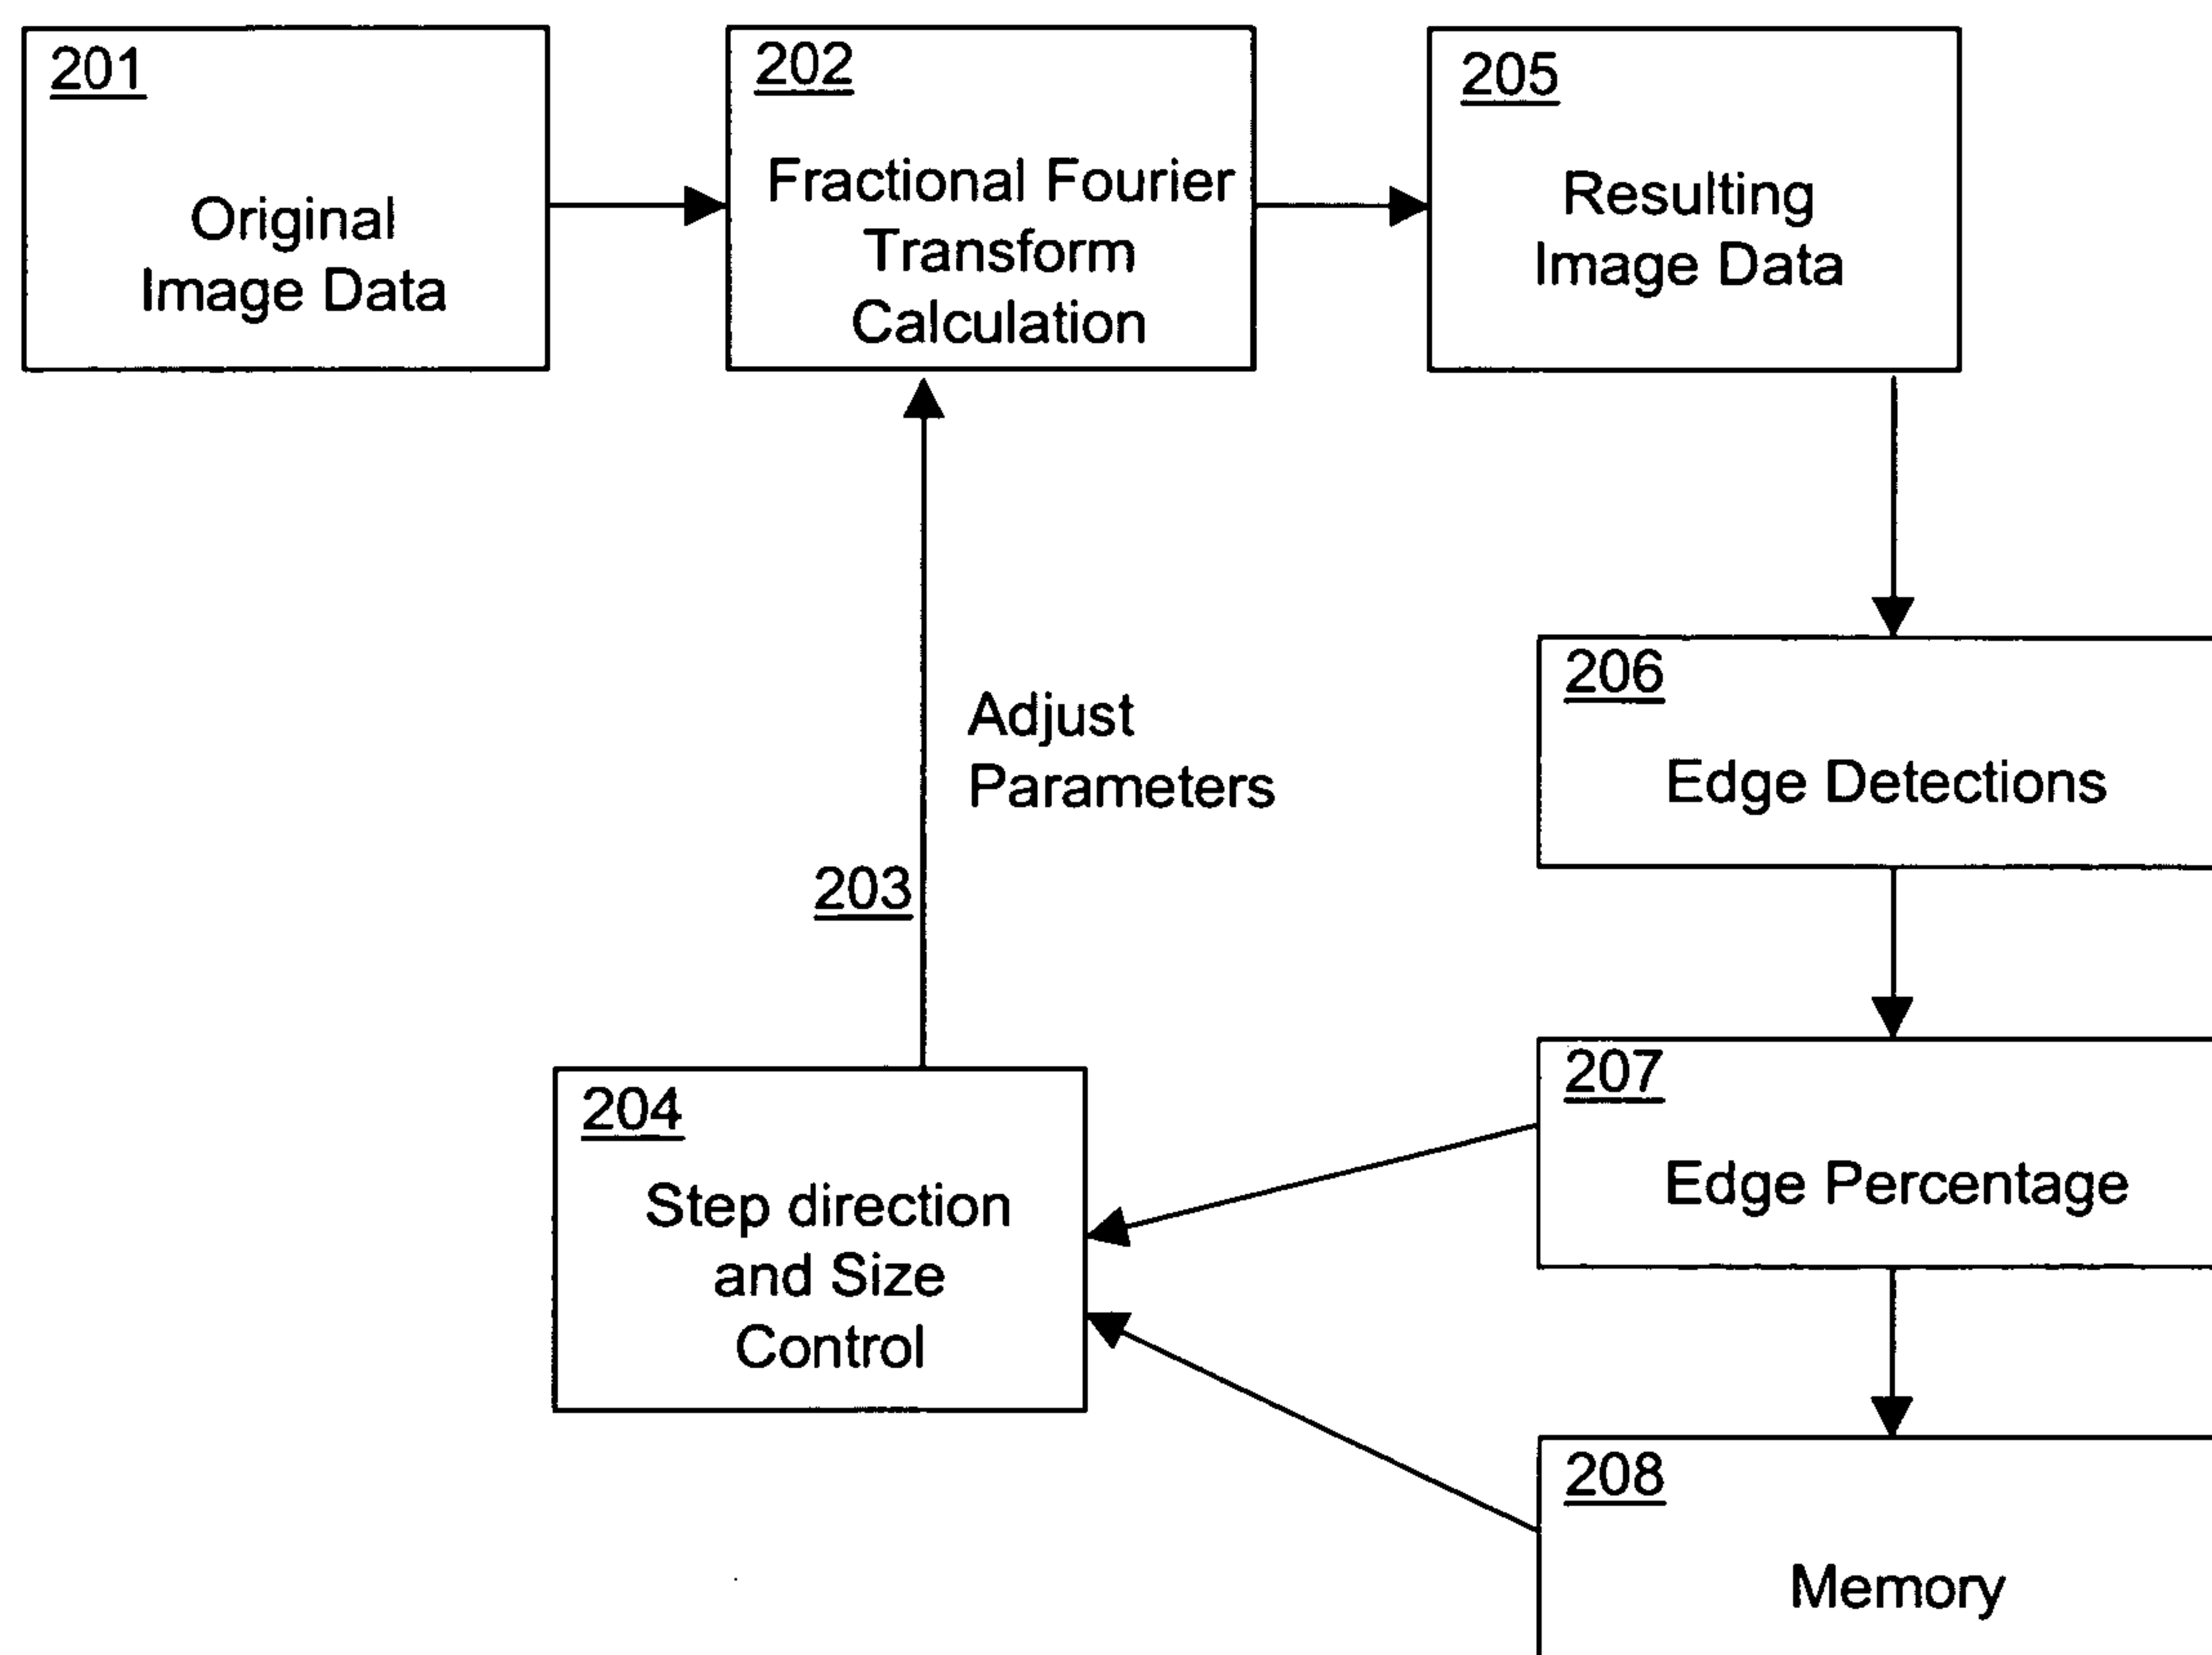 201
Original
Image Data
202
Fractional Fourier
Transform
Calculation
205
Resulting
Image Data
206
Edge Detections
Adjust
Parameters
203
207
Edge Percentage
204
Step direction
and Size
Control
208
Memory